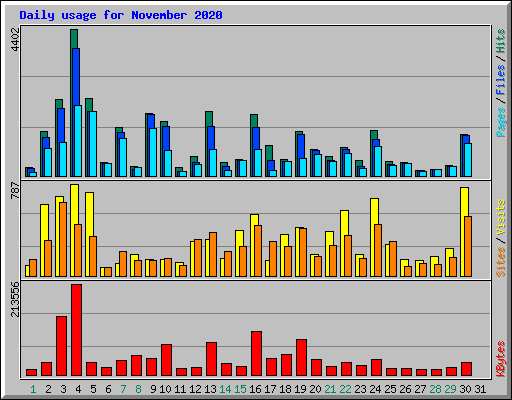 Daily usage for November 2020
4402
Pages / Files / Hits
787
Sites / Visits
213556
KBytes
1 2 3 4 5 6 7 8 9 10 11 12 13 14 15 16 17 18 19 20 21 22 23 24 25 26 27 28 29 30 31